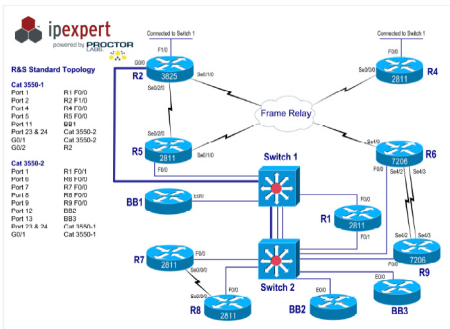 ipexpert
powered by PROCTOR LABS
R&S Standard Topology
Cat 3550-1
Port 1 R1 F0/0
Port 2 R2 F1/0
Port 4 R4 F0/0
Port 5 R5 F0/0
Port 11 BB1
Port 23 & 24 Cat 3550-2
G0/1 Cat 3550-2
G0/2 R2
Cat 3550-2
Port 1 R1 F0/1
Port 6 R6 F0/0
Port 7 R7 F0/0
Port 8 R8 F0/0
Port 9 R9 F0/0
Port 12 BB2
Port 13 BB3
Port 23 & 24 Cat 3550-1
G0/1 Cat 3550-1
Connected to Switch 1
F1/0
G0/0
R2
3825
Se0/1/0
Se0/2/0
Connected to Switch 1
F0/0
Se0/0/0
2811
R4
Frame Relay
Se0/2/0
R5
2811
Se0/1/0
F0/0
Se4/0
R6
7206
F0/0
Se4/2
Se4/3
Switch 1
BB1
E0/0
F0/0
R1
2811
F0/1
Se4/2
Se4/3
F0/0
7206
R9
R7
2811
F0/0
Se0/0/0
Switch 2
Se0/0/0
F0/0
R8
2811
E0/0
BB2
E0/0
BB3